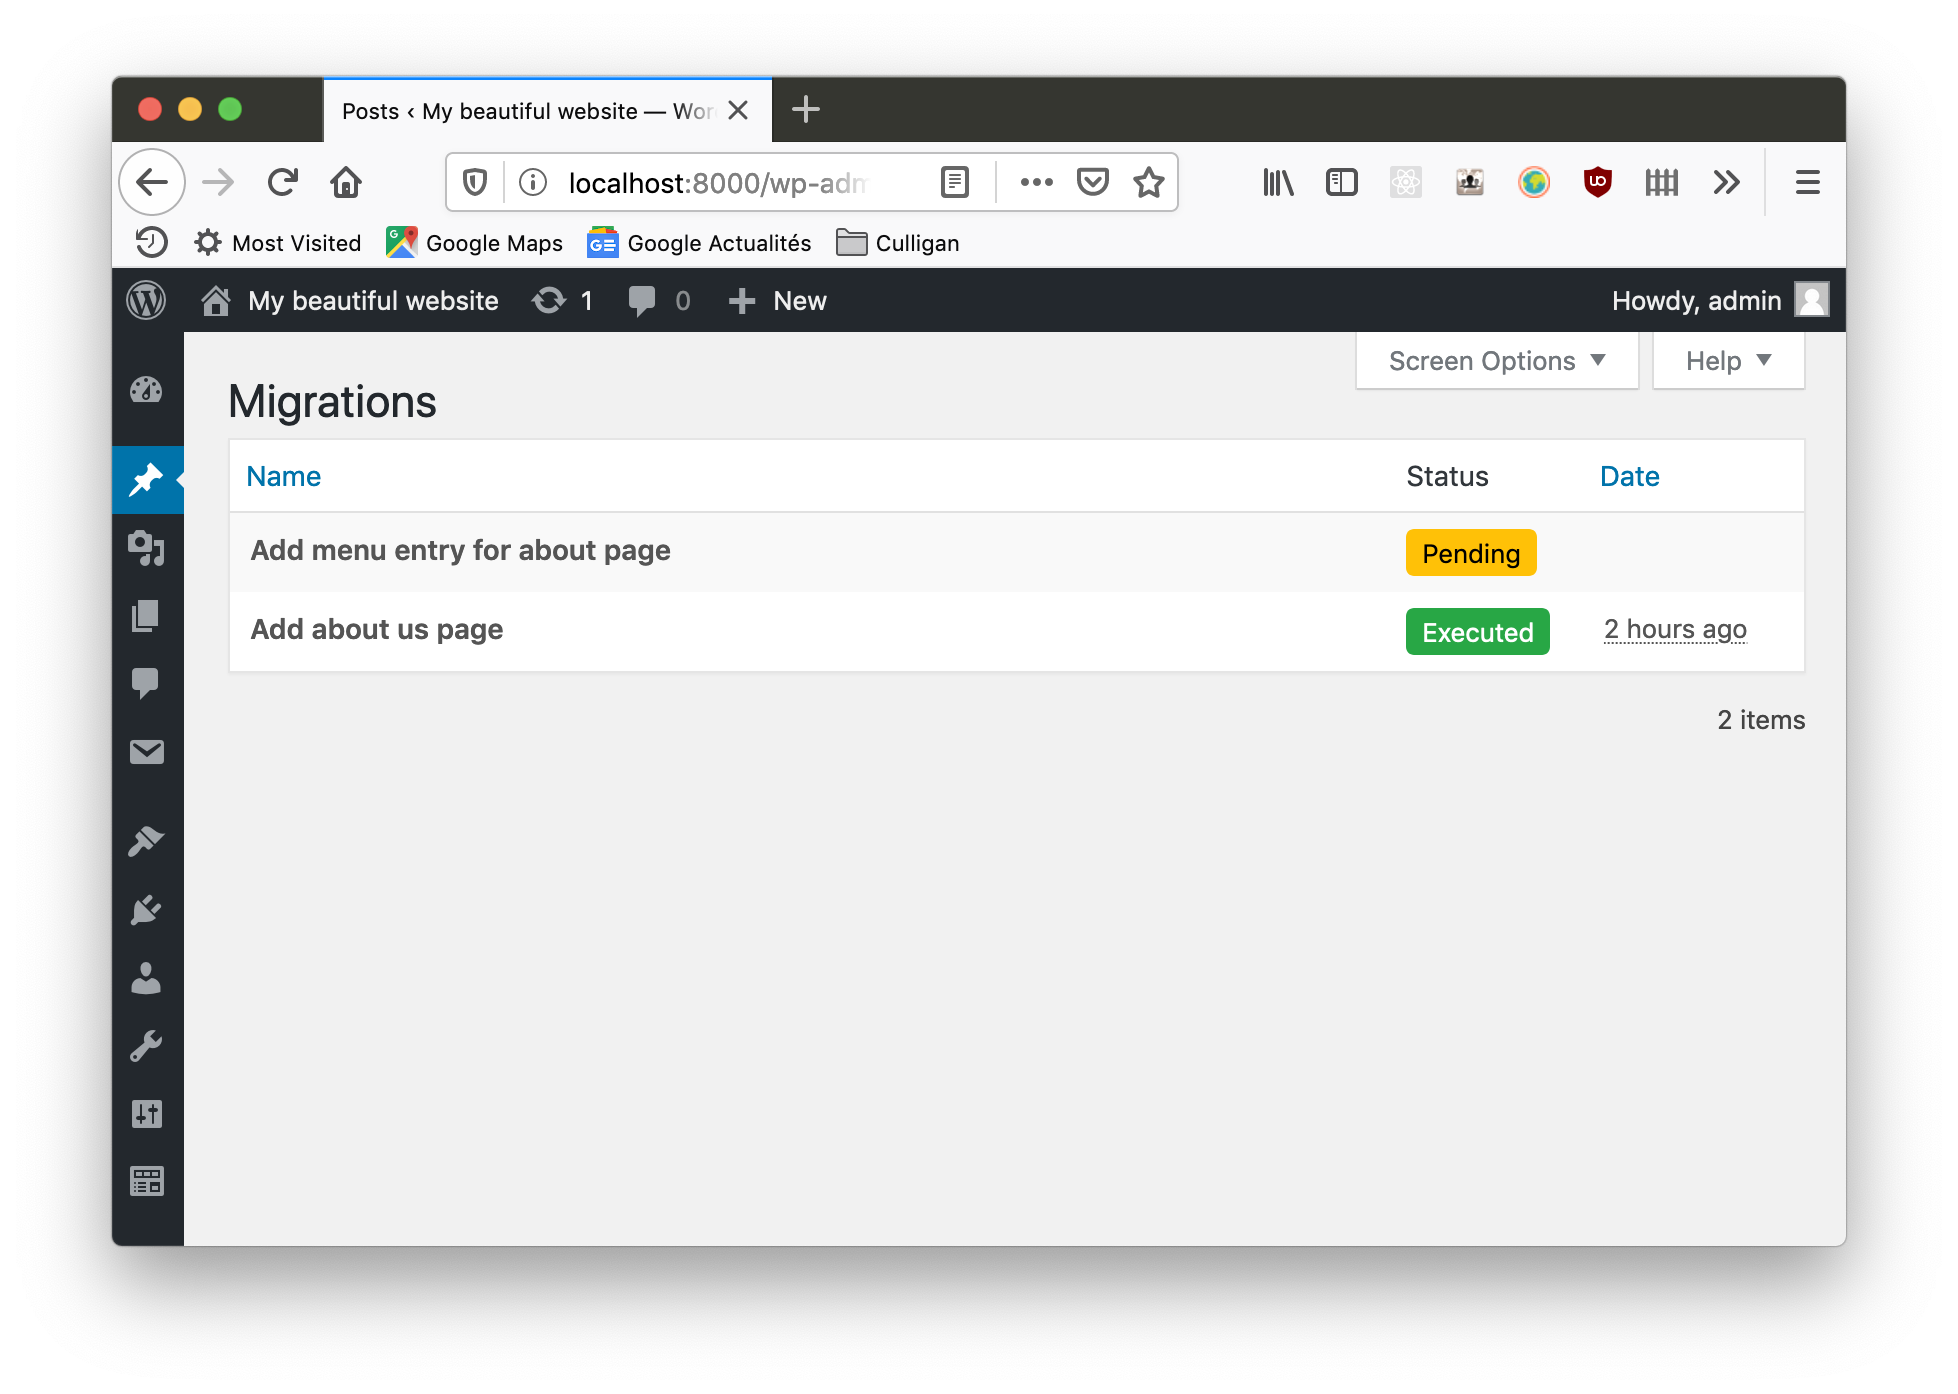 Posts ‹ My beautiful website — Wor
localhost:8000/wp-adm
Most Visited Google Maps Google Actualités Culligan
My beautiful website 1 0 New Howdy, admin
Screen Options Help
Migrations
Name Status Date
Add menu entry for about page Pending
Add about us page Executed 2 hours ago
2 items